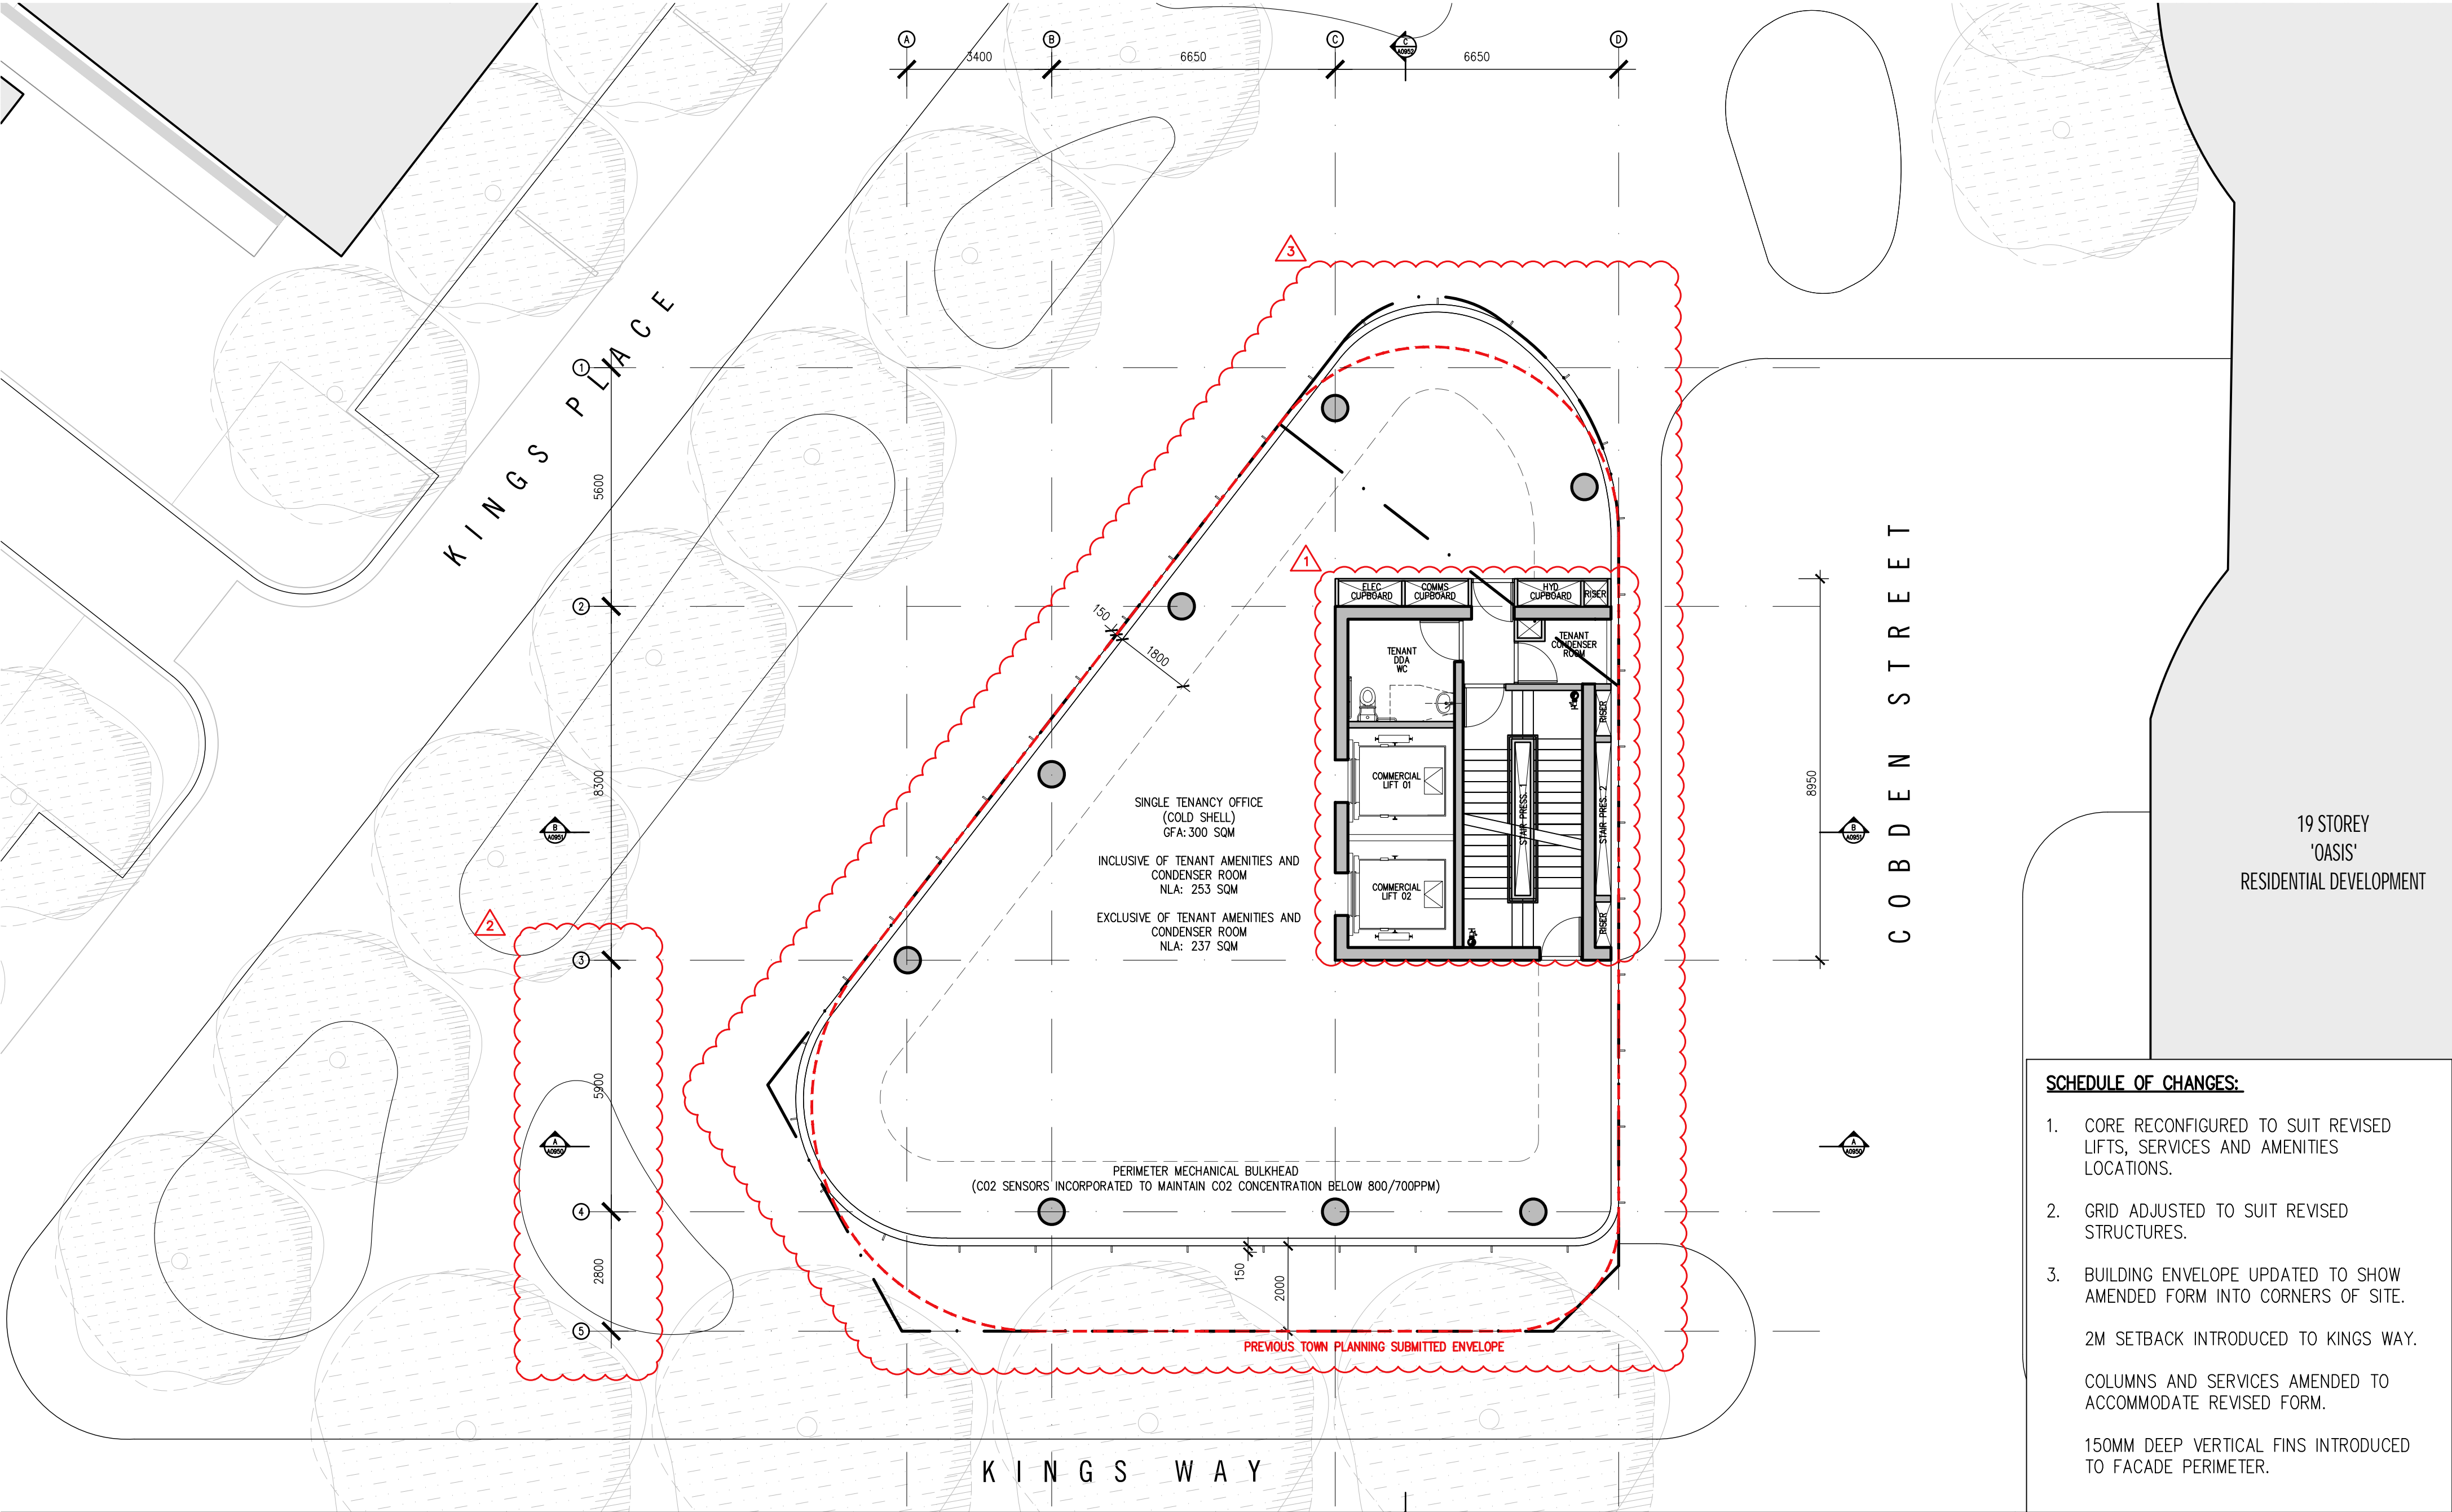 A
B
C
D
C
A0952
3400
6650
6650
3
KINGS PLACE
1
5600
1
2
150
1800
ELEC CUPBOARD
COMMS CUPBOARD
HYD CUPBOARD
RISER
TENANT
DDA
WC
TENANT
CONDENSER
ROOM
RISER
COBDEN STREET
8300
B
A0951
COMMERCIAL
LIFT 01
STAIR PRESS. 1
STAIR PRES. 2
8950
B
A0951
SINGLE TENANCY OFFICE
(COLD SHELL)
GFA: 300 SQM
INCLUSIVE OF TENANT AMENITIES AND
CONDENSER ROOM
NLA: 253 SQM
EXCLUSIVE OF TENANT AMENITIES AND
CONDENSER ROOM
NLA: 237 SQM
COMMERCIAL
LIFT 02
RISER
19 STOREY
'OASIS'
RESIDENTIAL DEVELOPMENT
2
3
5900
A
A0950
A
A0950
PERIMETER MECHANICAL BULKHEAD
(CO2 SENSORS INCORPORATED TO MAINTAIN CO2 CONCENTRATION BELOW 800/700PPM)
4
2800
150
2000
5
PREVIOUS TOWN PLANNING SUBMITTED ENVELOPE
KINGS WAY
SCHEDULE OF CHANGES:
1. CORE RECONFIGURED TO SUIT REVISED
LIFTS, SERVICES AND AMENITIES
LOCATIONS.
2. GRID ADJUSTED TO SUIT REVISED
STRUCTURES.
3. BUILDING ENVELOPE UPDATED TO SHOW
AMENDED FORM INTO CORNERS OF SITE.
2M SETBACK INTRODUCED TO KINGS WAY.
COLUMNS AND SERVICES AMENDED TO
ACCOMMODATE REVISED FORM.
150MM DEEP VERTICAL FINS INTRODUCED
TO FACADE PERIMETER.